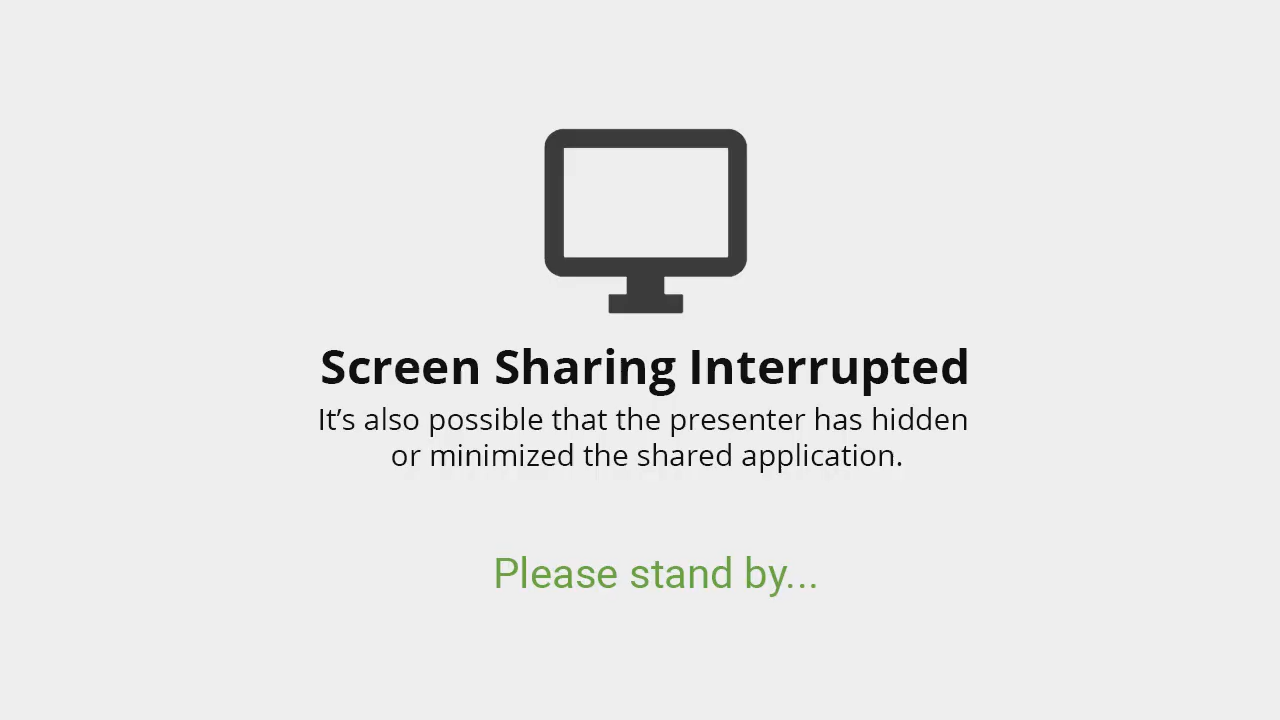 Screen Sharing Interrupted
It’s also possible that the presenter has hidden
or minimized the shared application.
Please stand by...